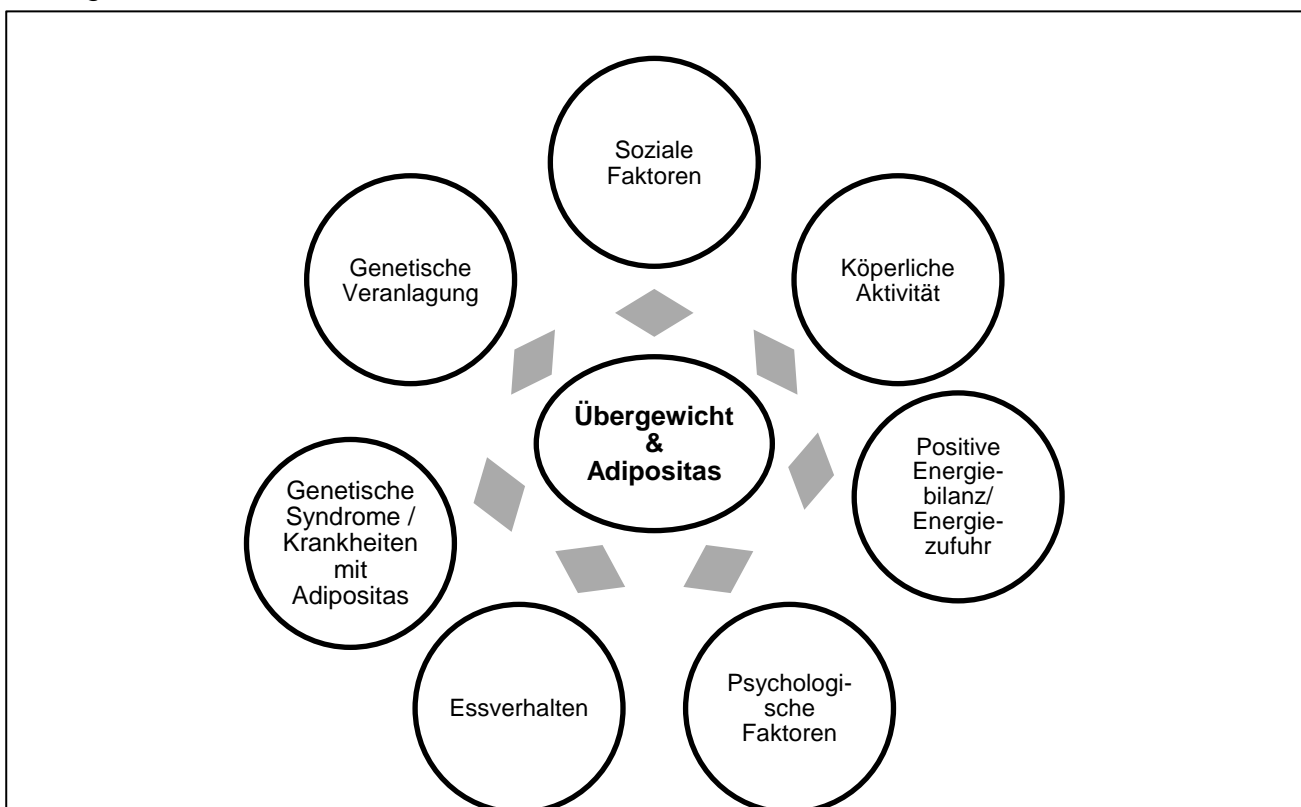 Soziale
Faktoren
Genetische
Veranlagung
Köperliche
Aktivität
Übergewicht
&
Adipositas
Positive
Energie-
bilanz/
Energie-
zufuhr
Genetische
Syndrome /
Krankheiten
mit
Adipositas
Essverhalten
Psychologi-
sche
Faktoren